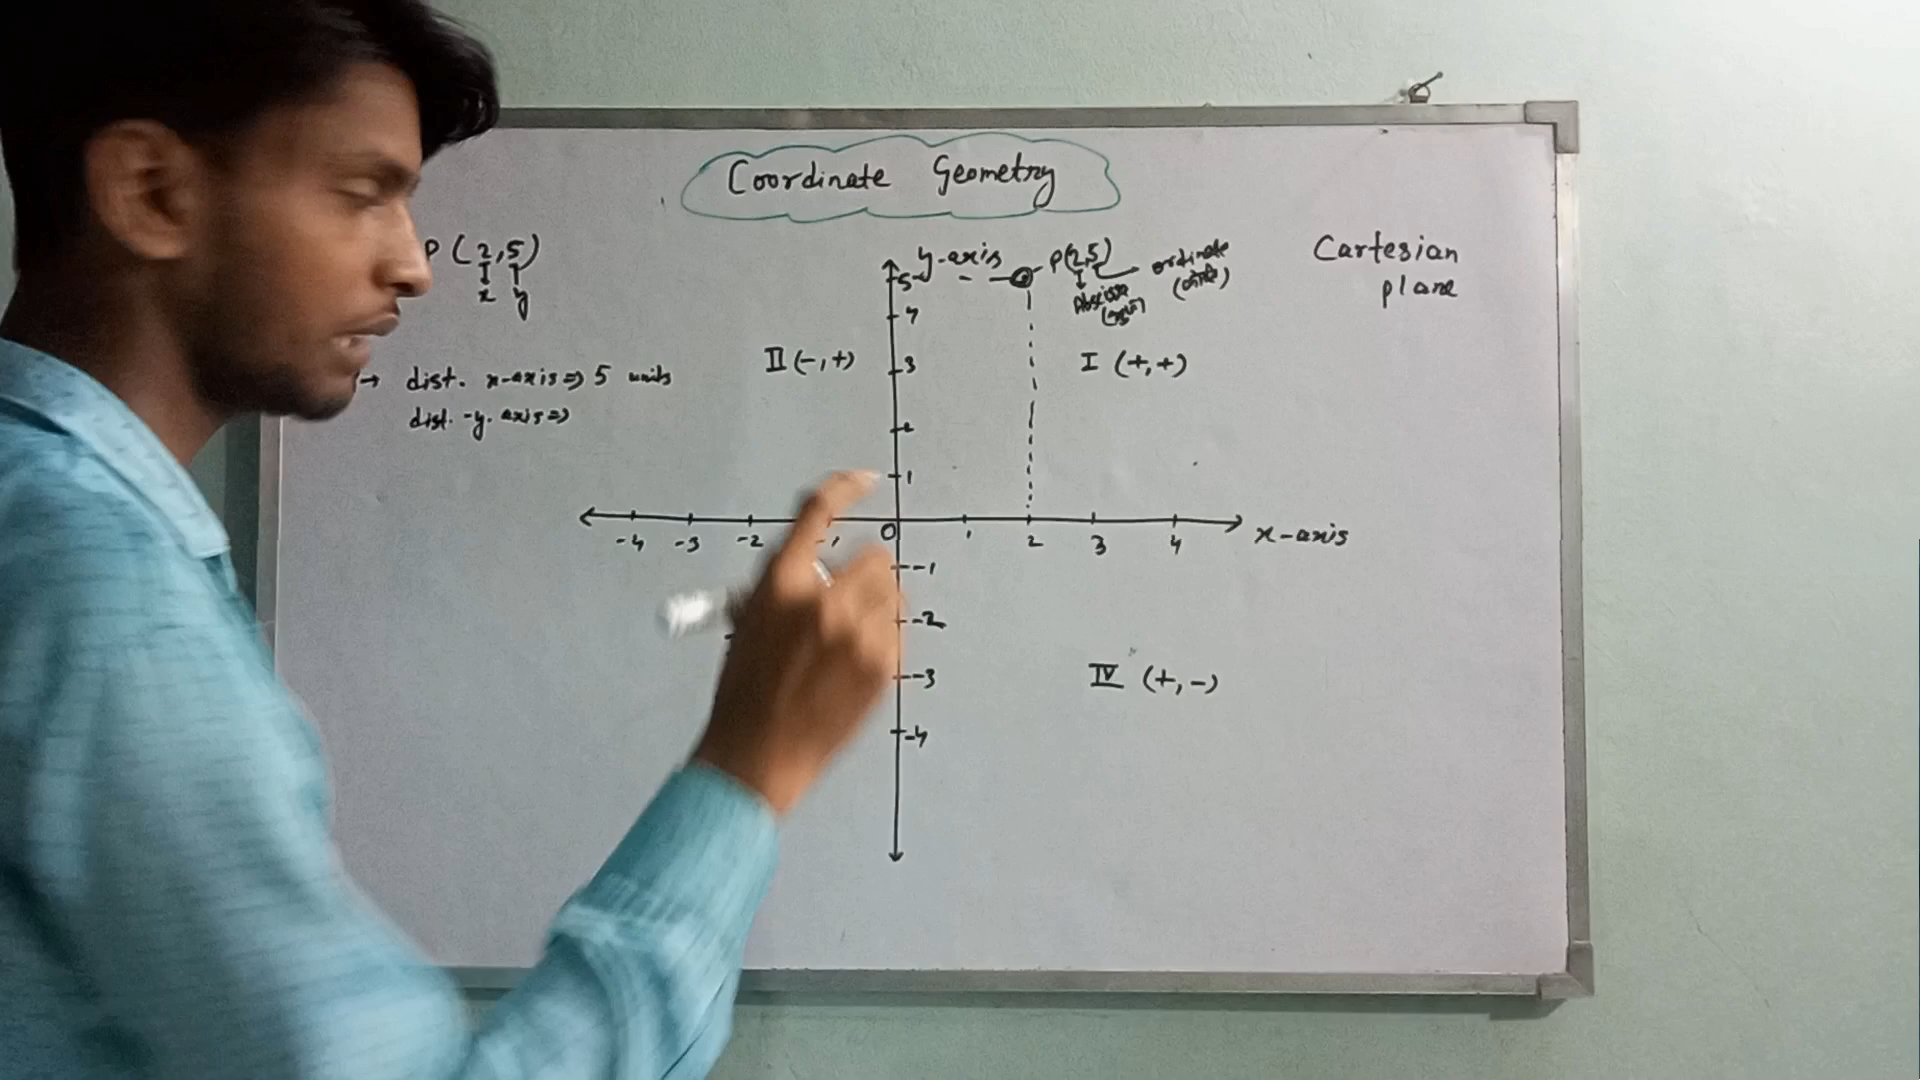 Coordinate Geometry
P (2,5)
x y
→ dist. x-axis => 5 units
dist. -y. axis =>
y-axis
P(2,5)
ordinate
Cartesian
plane
5
4
3
2
1
II (-,+)
I (+,+)
-4 -3 -2 -1 0 1 2 3 4 x-axis
-1
-2
-3
-4
IV (+,-)